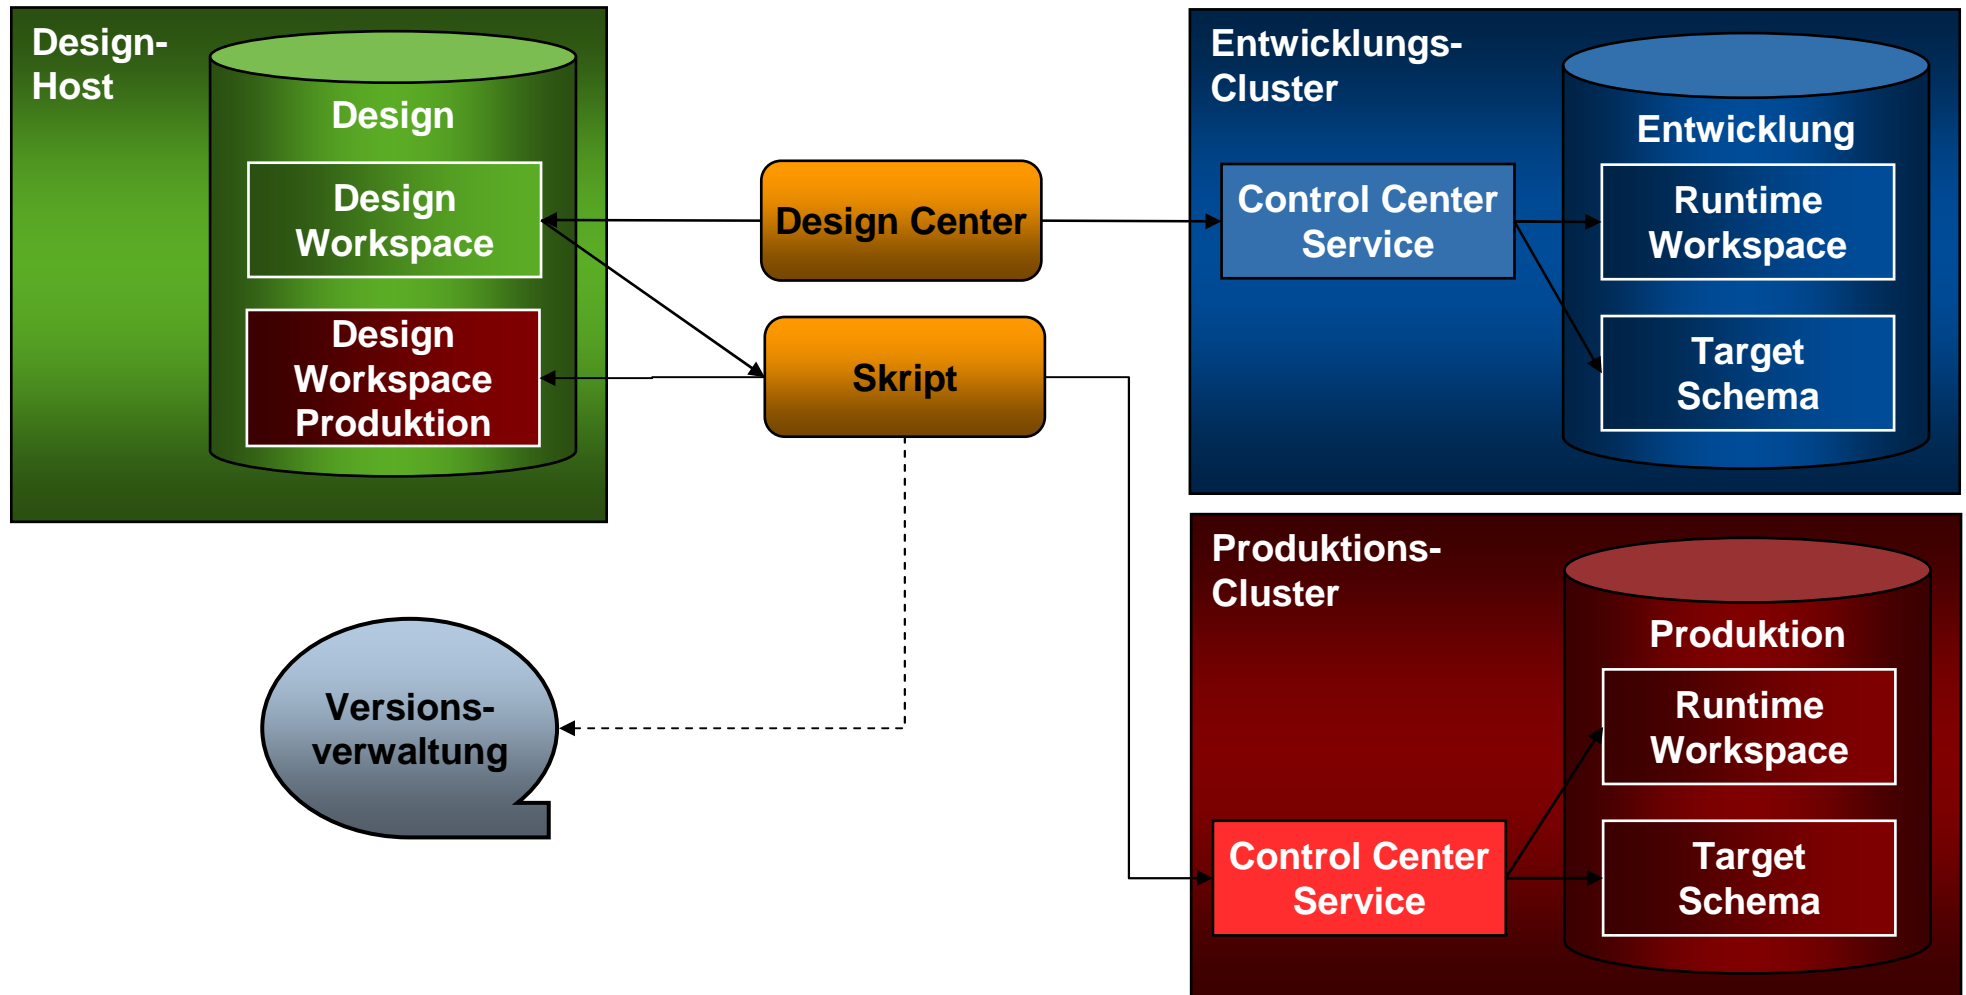 Design-
Host
Design
Design
Workspace
Design
Workspace
Produktion
Design Center
Skript
Versions-
verwaltung
Entwicklungs-
Cluster
Entwicklung
Control Center
Service
Runtime
Workspace
Target
Schema
Produktions-
Cluster
Produktion
Runtime
Workspace
Control Center
Service
Target
Schema